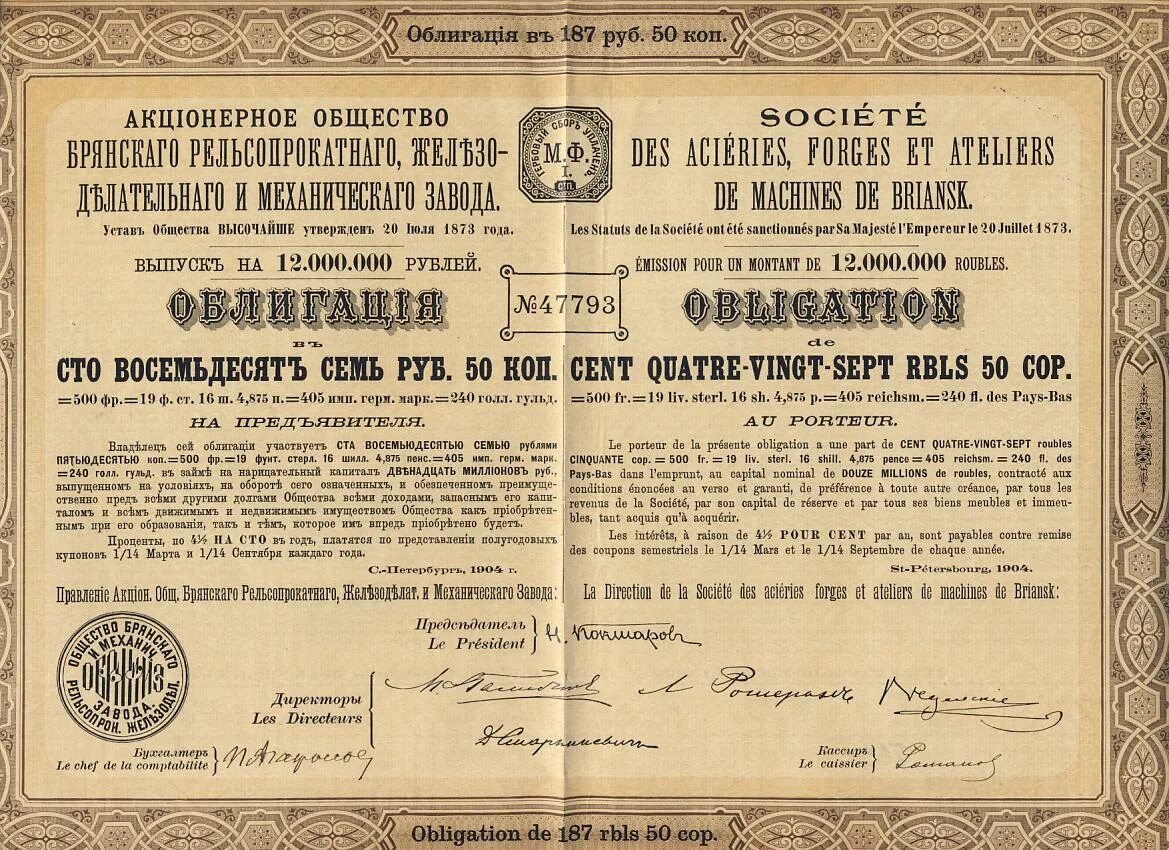 Облигація въ 187 руб. 50 коп.
АКЦІОНЕРНОЕ ОБЩЕСТВО
БРЯНСКАГО РЕЛЬСОПРОКАТНАГО, ЖЕЛѢЗО-
ДѢЛАТЕЛЬНАГО И МЕХАНИЧЕСКАГО ЗАВОДА.
Уставъ Общества ВЫСОЧАЙШЕ утвержденъ 20 Іюля 1873 года.
ВЫПУСКЪ НА 12.000.000 РУБЛЕЙ.
ОБЛИГАЦІЯ
въ
СТО ВОСЕМЬДЕСЯТЪ СЕМЬ РУБ. 50 КОП.
=500 фр.=19 ф. ст. 16 ш. 4,875 п.=405 имп. герм. марк.=240 голл. гульд.
НА ПРЕДЪЯВИТЕЛЯ.
Владѣлецъ сей облигаціи участвуетъ СТА ВОСЕМЬЮДЕСЯТЬЮ СЕМЬЮ рублями
ПЯТЬЮДЕСЯТЬЮ коп.=500 фр.=19 фунт. стерл. 16 шилл. 4,875 пенс.=405 имп. герм. марк.
=240 голл. гульд. въ займѣ на нарицательный капиталъ ДВѢНАДЦАТЬ МИЛЛІОНОВЪ руб.,
выпущенномъ на условіяхъ, на оборотѣ сего означенныхъ, и обезпеченномъ преимуще-
ственно предъ всѣми другими долгами Общества всѣми доходами, запаснымъ его капи-
таломъ и всѣмъ движимымъ и недвижимымъ имуществомъ Общества какъ пріобрѣтен-
нымъ при его образованіи, такъ и тѣмъ, которое имъ впредь пріобрѣтено будетъ.
Проценты, по 4½ НА СТО въ годъ, платятся по представленіи полугодовыхъ
купоновъ 1/14 Марта и 1/14 Сентября каждаго года.
С.-Петербургъ, 1904 г.
Правленіе Акціон. Общ. Брянскаго Рельсопрокатнаго, Желѣзодѣлат. и Механическаго Завода:
ГЕРБОВЫЙ СБОРЪ УПЛАЧЕНЪ.
М.Ф.
I.
ст.
№47793
SOCIÉTÉ
DES ACIÉRIES, FORGES ET ATELIERS
DE MACHINES DE BRIANSK.
Les Statuts de la Société ont été sanctionnés par Sa Majesté l'Empereur le 20 Juillet 1873.
ÉMISSION POUR UN MONTANT DE 12.000.000 ROUBLES.
OBLIGATION
de
CENT QUATRE-VINGT-SEPT RBLS 50 COP.
=500 fr.=19 liv. sterl. 16 sh. 4,875 p.=405 reichsm.=240 fl. des Pays-Bas
AU PORTEUR.
Le porteur de la présente obligation a une part de CENT QUATRE-VINGT-SEPT roubles
CINQUANTE cop. = 500 fr. = 19 liv. sterl. 16 shill. 4,875 pence = 405 reichsm. = 240 fl. des
Pays-Bas dans l'emprunt, au capital nominal de DOUZE MILLIONS de roubles, contracté aux
conditions énoncées au verso et garanti, de préférence à toute autre créance, par tous les
revenus de la Société, par son capital de réserve et par tous ses biens meubles et immeu-
bles, tant acquis qu'à acquérir.
Les intérêts, à raison de 4½ POUR CENT par an, sont payables contre remise
des coupons semestriels le 1/14 Mars et le 1/14 Septembre de chaque année.
St-Pétersbourg, 1904.
La Direction de la Société des aciéries forges et ateliers de machines de Briansk:
ОБЩЕСТВО БРЯНСКАГО
РЕЛЬСОПРОК. ЖЕЛѢЗОДѢЛ.
И МЕХАНИЧ.
ЗАВОДА.
Предсѣдатель
Le Président
Н. Кокшаровъ
Директоры
Les Directeurs
Бухгалтеръ
Le chef de la comptabilite
Кассиръ
Le caissier
Obligation de 187 rbls 50 cop.